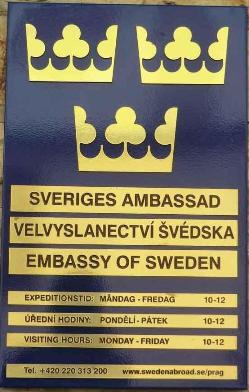 SVERIGES AMBASSAD
VELVYSLANECTVÍ ŠVÉDSKA
EMBASSY OF SWEDEN
EXPEDITIONSTID: MÅNDAG - FREDAG 10-12
ÚŘEDNÍ HODINY: PONDĚLÍ - PÁTEK 10-12
VISITING HOURS: MONDAY - FRIDAY 10-12
Tel. +420 220 313 200 www.swedenabroad.se/prag